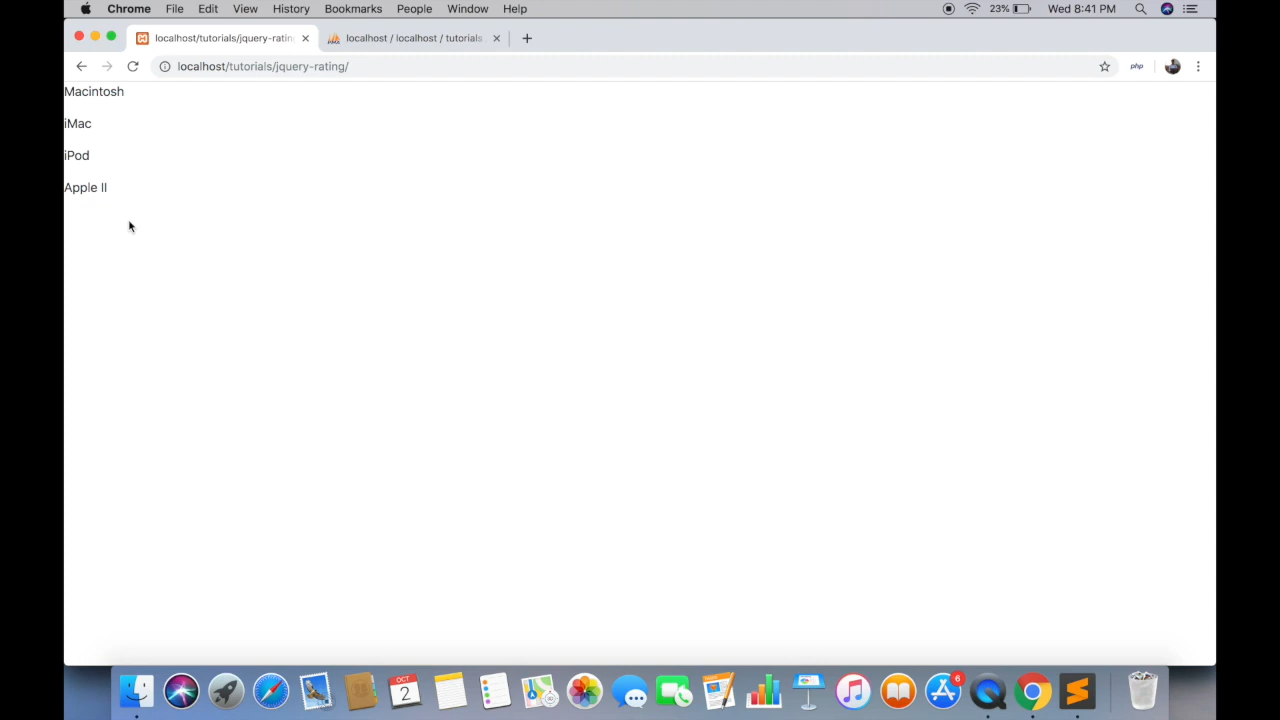 Chrome File Edit View History Bookmarks People Window Help 23% Wed 8:41 PM
localhost/tutorials/jquery-ratin localhost / localhost / tutorials
localhost/tutorials/jquery-rating/ php
Macintosh
iMac
iPod
Apple II
OCT
2
6